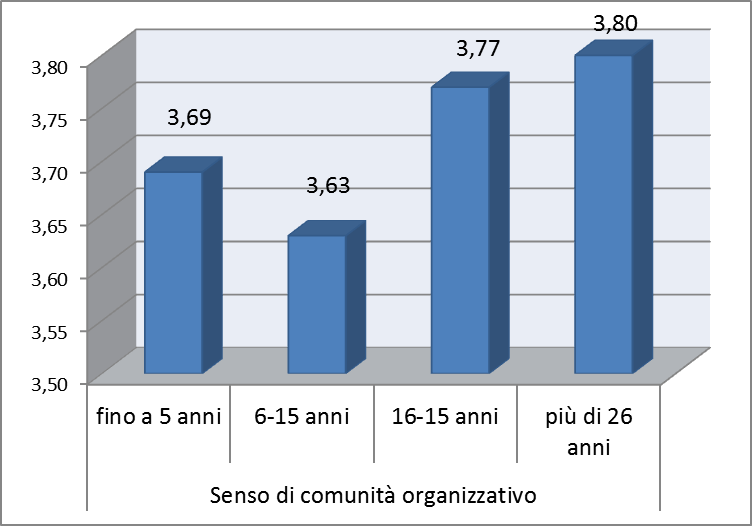 3,80
3,75
3,70
3,65
3,60
3,55
3,50
3,69
3,63
3,77
3,80
fino a 5 anni
6-15 anni
16-15 anni
più di 26
anni
Senso di comunità organizzativo